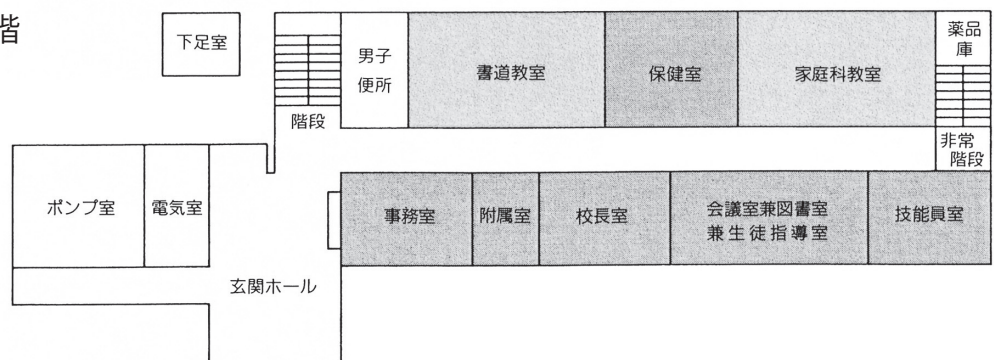 階
下足室
階段
男子
便所
書道教室
保健室
家庭科教室
薬品
庫
非常
階段
ポンプ室
電気室
事務室
附属室
校長室
会議室兼図書室
兼生徒指導室
技能員室
玄関ホール